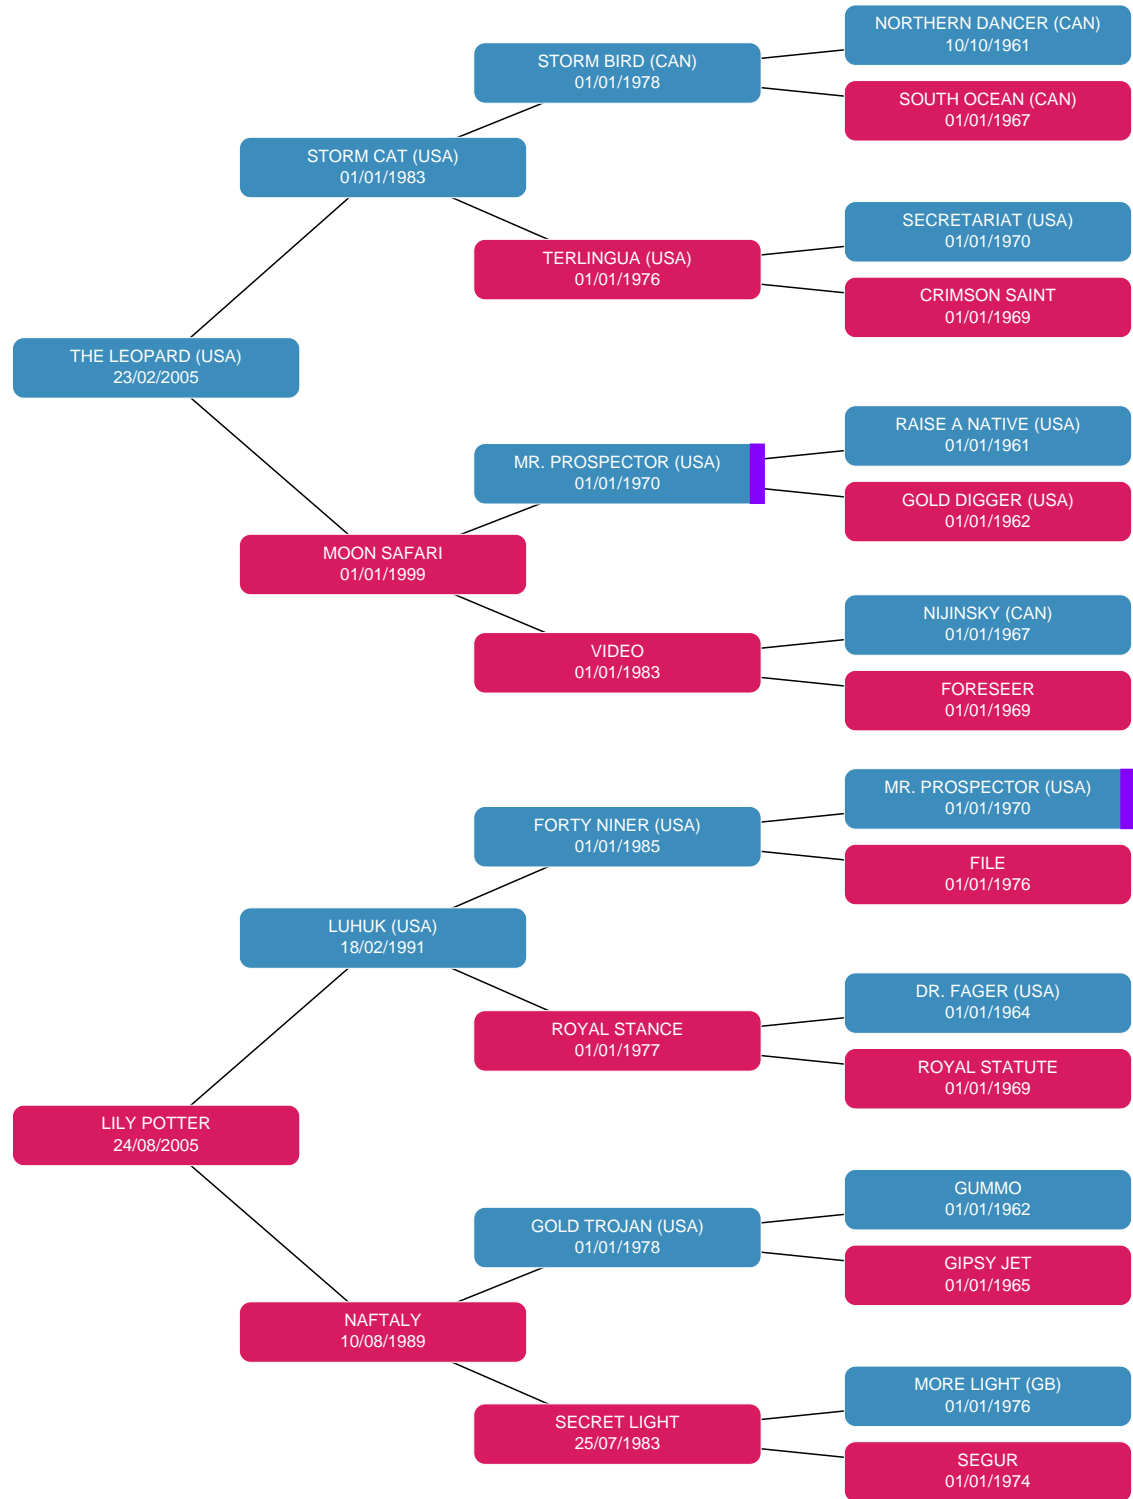 NORTHERN DANCER (CAN)
10/10/1961
STORM BIRD (CAN)
01/01/1978
SOUTH OCEAN (CAN)
01/01/1967
STORM CAT (USA)
01/01/1983
SECRETARIAT (USA)
01/01/1970
TERLINGUA (USA)
01/01/1976
CRIMSON SAINT
01/01/1969
THE LEOPARD (USA)
23/02/2005
RAISE A NATIVE (USA)
01/01/1961
MR. PROSPECTOR (USA)
01/01/1970
GOLD DIGGER (USA)
01/01/1962
MOON SAFARI
01/01/1999
NIJINSKY (CAN)
01/01/1967
VIDEO
01/01/1983
FORESEER
01/01/1969
MR. PROSPECTOR (USA)
01/01/1970
FORTY NINER (USA)
01/01/1985
FILE
01/01/1976
LUHUK (USA)
18/02/1991
DR. FAGER (USA)
01/01/1964
ROYAL STANCE
01/01/1977
ROYAL STATUTE
01/01/1969
LILY POTTER
24/08/2005
GUMMO
01/01/1962
GOLD TROJAN (USA)
01/01/1978
GIPSY JET
01/01/1965
NAFTALY
10/08/1989
MORE LIGHT (GB)
01/01/1976
SECRET LIGHT
25/07/1983
SEGUR
01/01/1974